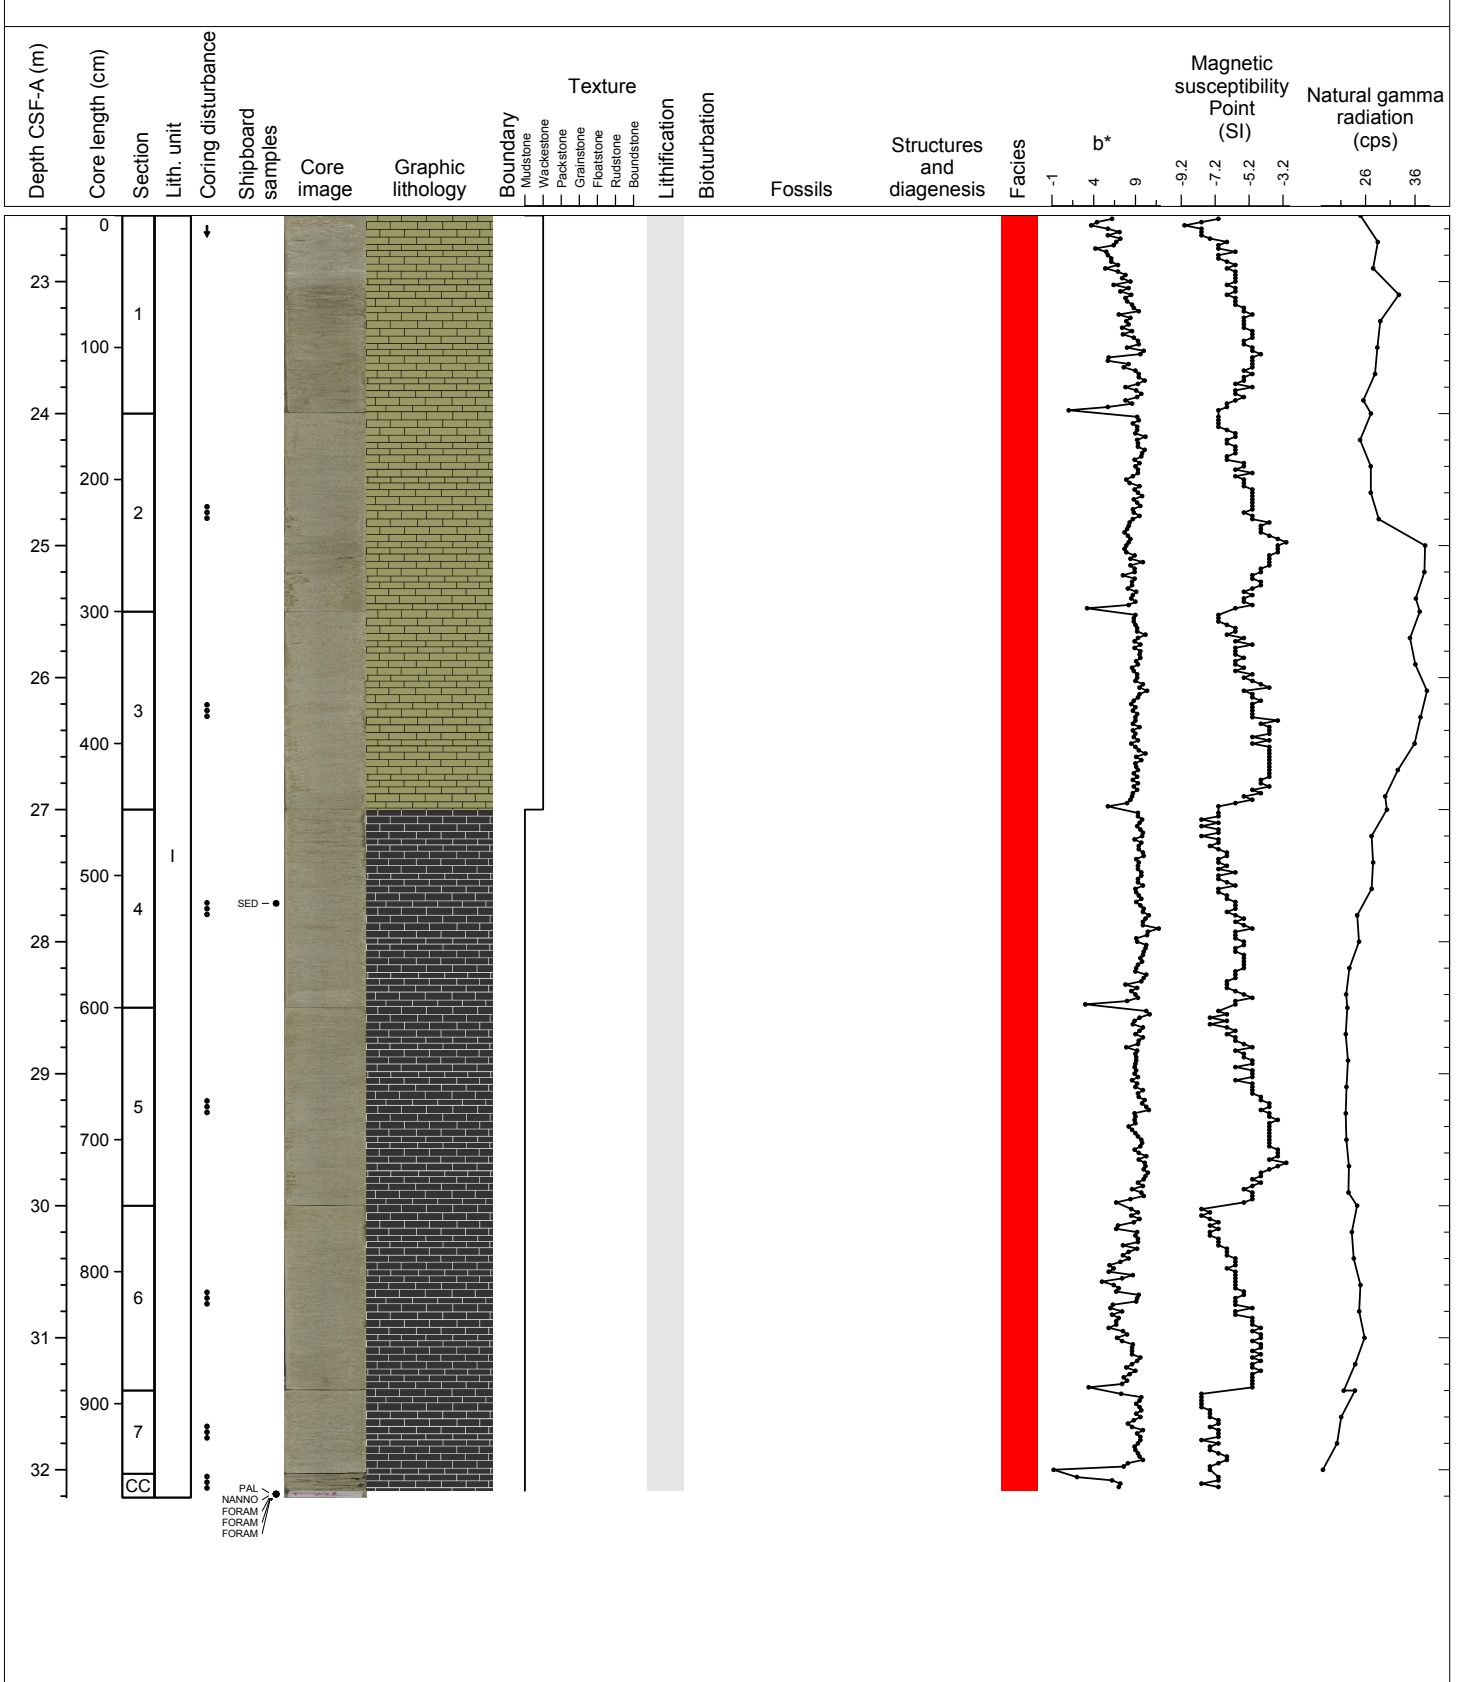 Depth CSF-A (m)
Core length (cm)
Section
Lith. unit
Coring disturbance
Shipboard
samples
Core
image
Graphic
lithology
Boundary
Texture
Mudstone
Wackestone
Packstone
Grainstone
Floatstone
Rudstone
Boundstone
Lithification
Bioturbation
Fossils
Structures
and
diagenesis
Facies
b*
-1
4
9
Magnetic
susceptibility
Point
(SI)
-9.2
-7.2
-5.2
-3.2
Natural gamma
radiation
(cps)
26
36
23
24
25
26
27
28
29
30
31
32
0
100
200
300
400
500
600
700
800
900
1
2
3
4
5
6
7
CC
I
SED
PAL
NANNO
FORAM
FORAM
FORAM